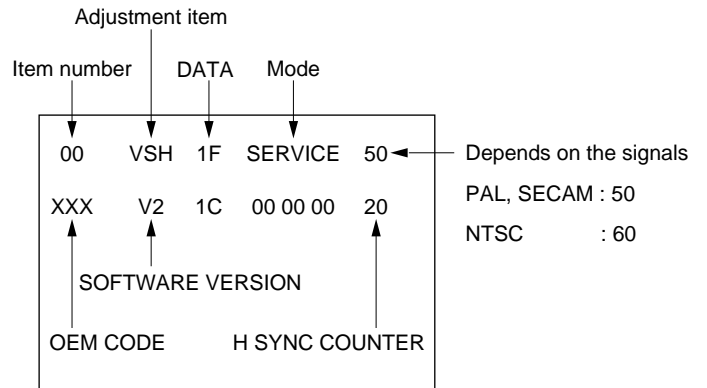 Adjustment item
Item number DATA Mode
00 VSH 1F SERVICE 50
Depends on the signals
XXX V2 1C 00 00 00 20
PAL, SECAM : 50
NTSC : 60
SOFTWARE VERSION
OEM CODE H SYNC COUNTER